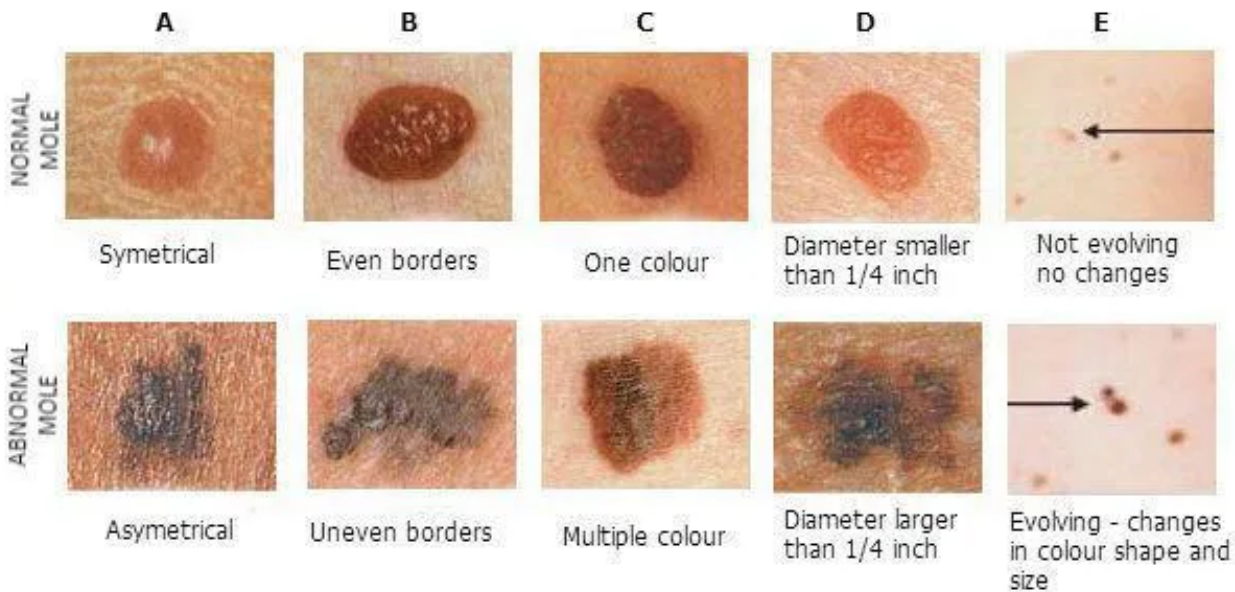 A B C D E
NORMAL
MOLE
Symetrical
Even borders
One colour
Diameter smaller
than 1/4 inch
Not evolving
no changes
ABNORMAL
MOLE
Asymetrical
Uneven borders
Multiple colour
Diameter larger
than 1/4 inch
Evolving - changes
in colour shape and
size